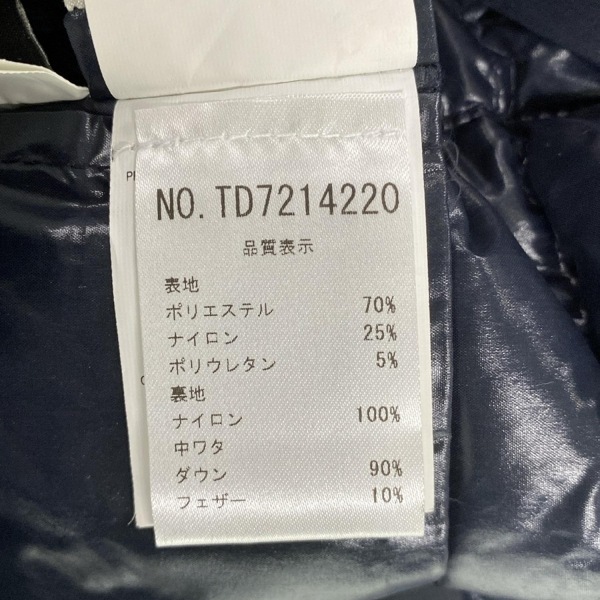 NO. TD7214220
品質表示
表地
ポリエステル 70%
ナイロン 25%
ポリウレタン 5%
裏地
ナイロン 100%
中ワタ
ダウン 90%
フェザー 10%